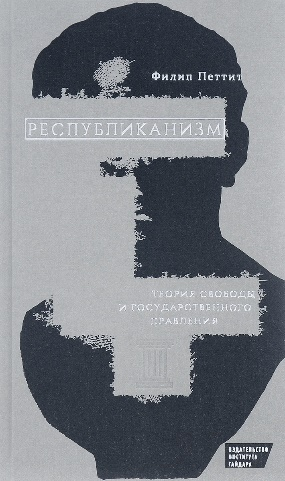 Филип Петтит
РЕСПУБЛИКАНИЗМ
ТЕОРИЯ СВОБОДЫ
И ГОСУДАРСТВЕННОГО
ПРАВЛЕНИЯ
ИЗДАТЕЛЬСТВО
ИНСТИТУТА
ГАЙДАРА